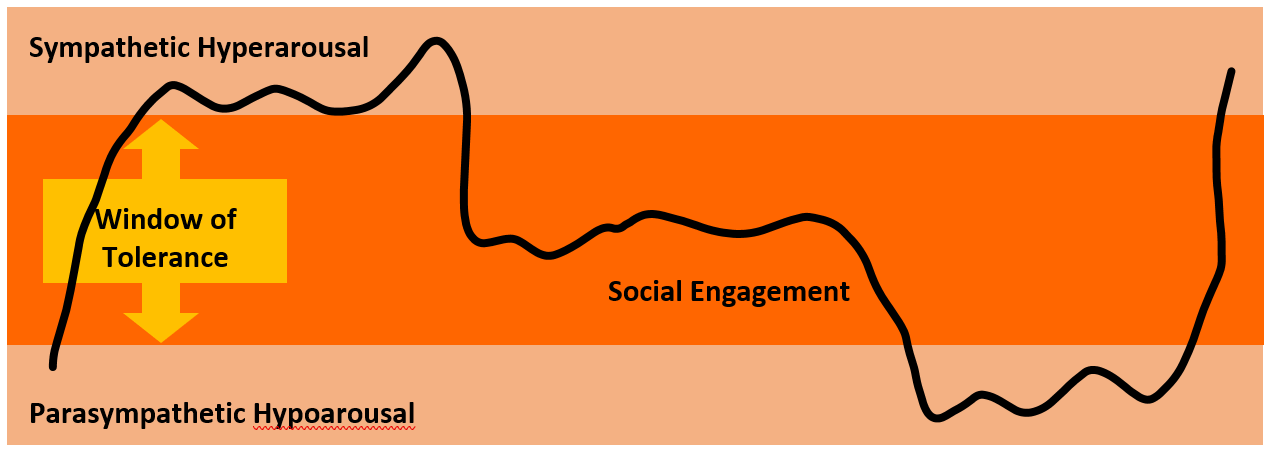 Sympathetic Hyperarousal
Window of
Tolerance
Social Engagement
Parasympathetic Hypoarousal